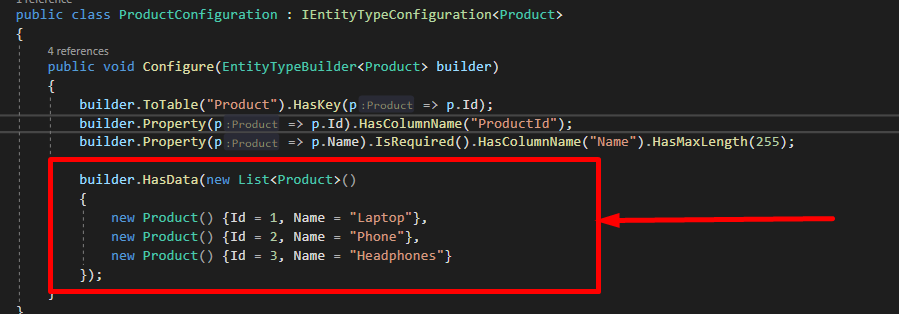 public class ProductConfiguration : IEntityTypeConfiguration<Product>
{
4 references
public void Configure(EntityTypeBuilder<Product> builder)
{
builder.ToTable("Product").HasKey(p :Product => p.Id);
builder.Property(p :Product => p.Id).HasColumnName("ProductId");
builder.Property(p :Product => p.Name).IsRequired().HasColumnName("Name").HasMaxLength(255);
builder.HasData(new List<Product>()
{
new Product() {Id = 1, Name = "Laptop"},
new Product() {Id = 2, Name = "Phone"},
new Product() {Id = 3, Name = "Headphones"}
});
}
}